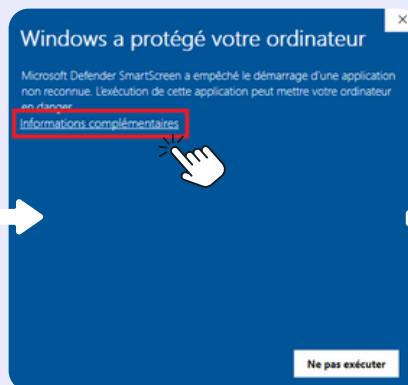 Windows a protégé votre ordinateur
Microsoft Defender SmartScreen a empêché le démarrage d'une application
non reconnue. L'exécution de cette application peut mettre votre ordinateur
en danger.
Informations complémentaires
Ne pas exécuter